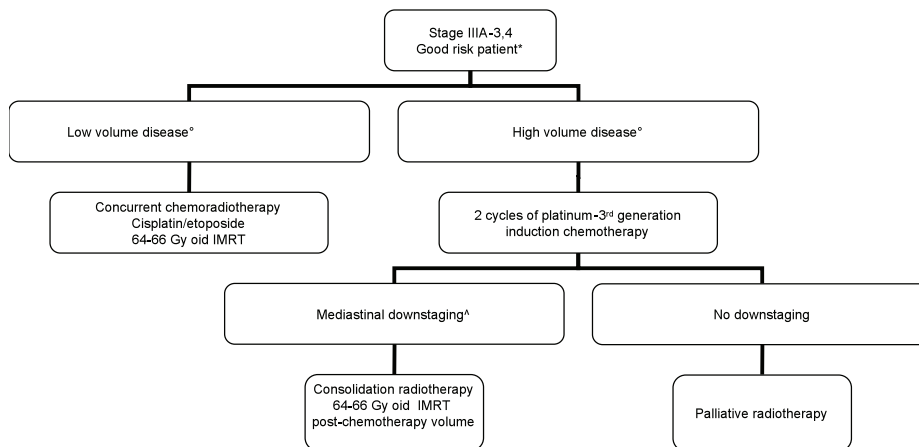 Stage IIIA-3,4
Good risk patient*
Low volume disease°
High volume disease°
Concurrent chemoradiotherapy
Cisplatin/etoposide
64-66 Gy oid IMRT
2 cycles of platinum-3rd generation
induction chemotherapy
Mediastinal downstaging^
No downstaging
Consolidation radiotherapy
64-66 Gy oid IMRT
post-chemotherapy volume
Palliative radiotherapy